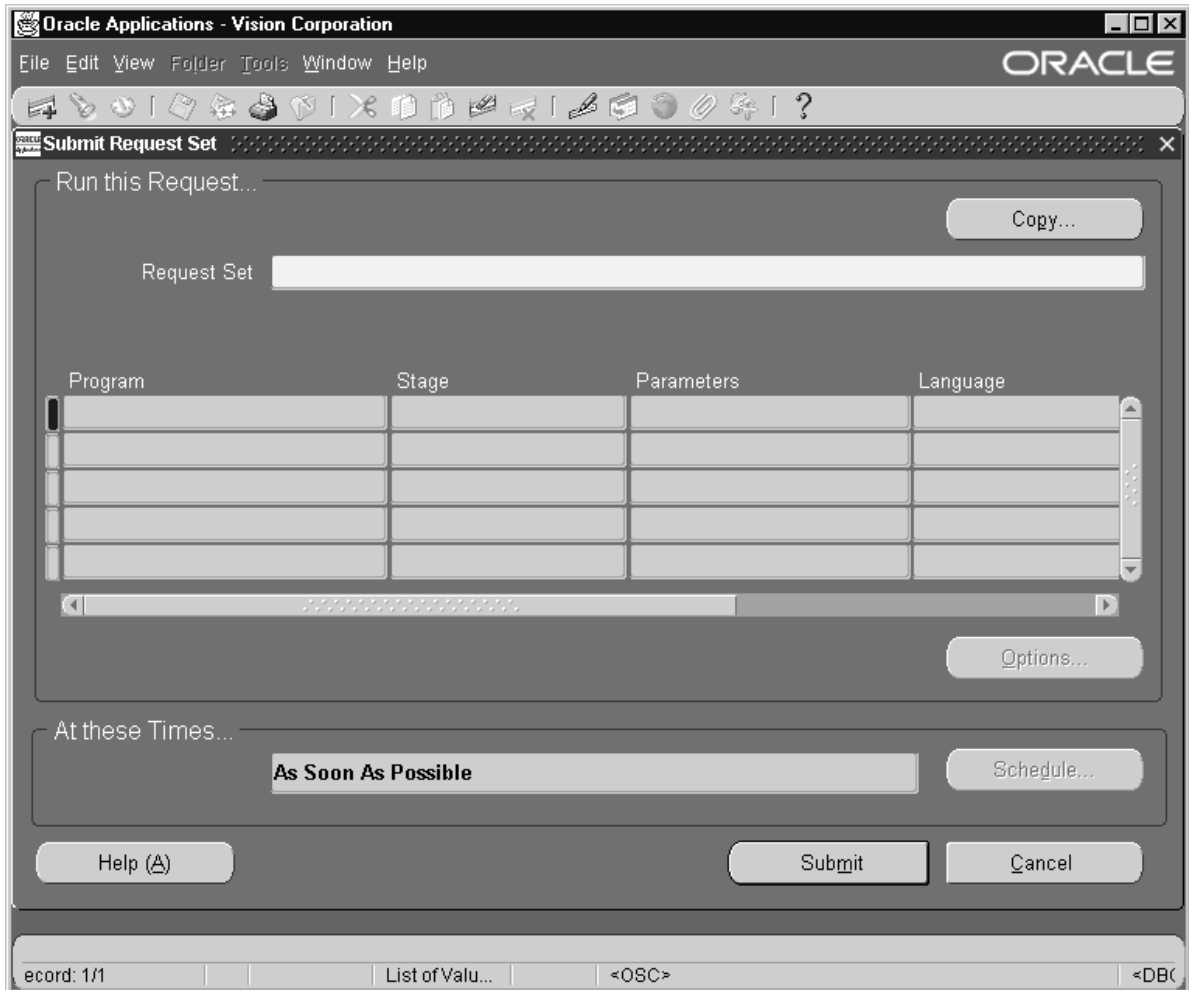 Oracle Applications - Vision Corporation
File Edit View Folder Tools Window Help
ORACLE
Submit Request Set
Run this Request...
Copy...
Request Set
Program Stage Parameters Language
Options...
At these Times...
As Soon As Possible
Schedule...
Help (A) Submit Cancel
ecord: 1/1 List of Valu... <OSC> <DBC